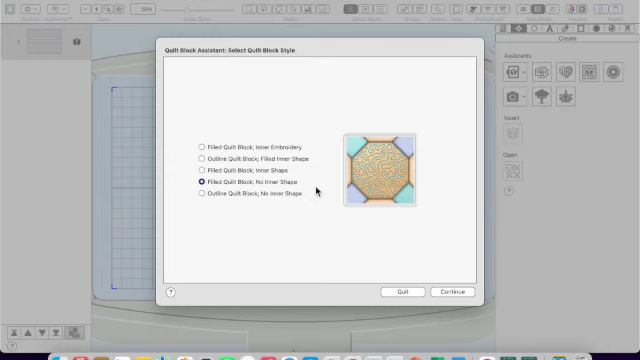 Quilt Block Assistant: Select Quilt Block Style
Filled Quilt Block; Inner Embroidery
Outline Quilt Block; Filled Inner Shape
Filled Quilt Block; Inner Shape
Filled Quilt Block; No Inner Shape
Outline Quilt Block; No Inner Shape
?
Quit
Continue
Create
Assistants
Insert
Open
?
1
?